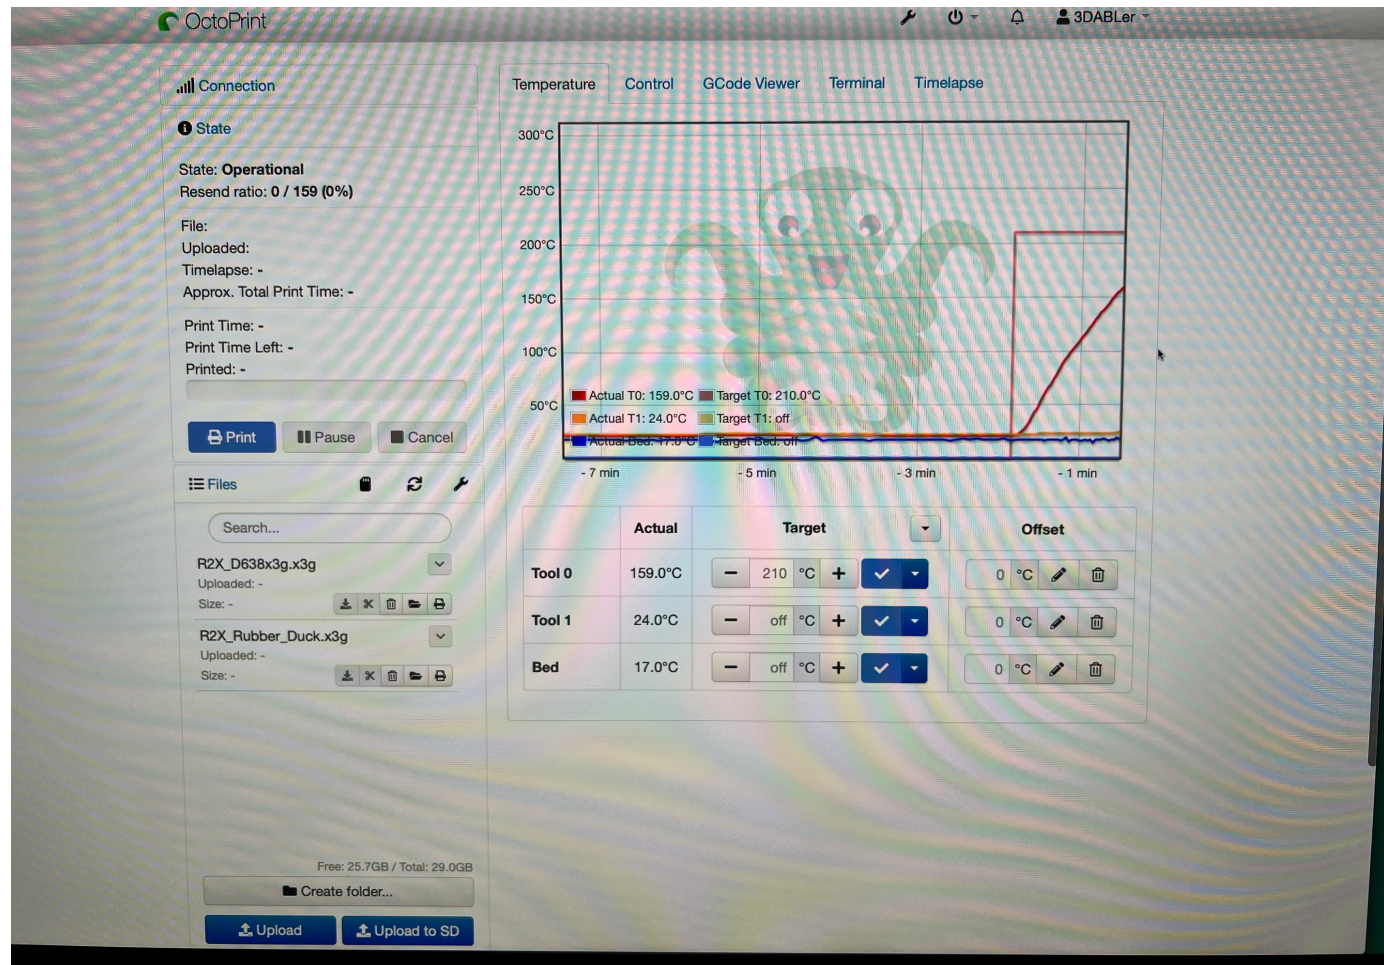 OctoPrint
3DABLer
Connection
State
State: Operational
Resend ratio: 0 / 159 (0%)
File:
Uploaded:
Timelapse: -
Approx. Total Print Time: -
Print Time: -
Print Time Left: -
Printed: -
Print Pause Cancel
Files
Search...
R2X_D638x3g.x3g
Uploaded: -
Size: -
R2X_Rubber_Duck.x3g
Uploaded: -
Size: -
Free: 25.7GB / Total: 29.0GB
Create folder...
Upload Upload to SD
Temperature Control GCode Viewer Terminal Timelapse
300°C
250°C
200°C
150°C
100°C
50°C
Actual T0: 159.0°C Target T0: 210.0°C
Actual T1: 24.0°C Target T1: off
Actual Bed: 17.0°C Target Bed: off
- 7 min - 5 min - 3 min - 1 min
Actual Target Offset
Tool 0 159.0°C 210 °C 0 °C
Tool 1 24.0°C off °C 0 °C
Bed 17.0°C off °C 0 °C